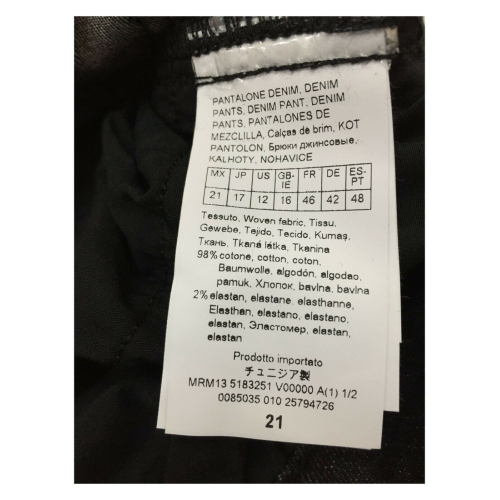 PANTALONE DENIM, DENIM
PANTS, DENIM PANT, DENIM
PANTS, PANTALONES DE
MEZCLILLA, Calças de brim, KOT
PANTOLON, Брюки джинсовые,
KALHOTY, NOHAVICE
MX JP US GB-IE FR DE ES-PT
21 17 12 16 46 42 48
Tessuto, Woven fabric, Tissu,
Gewebe, Tejido, Tecido, Kumaş,
Ткань, Tkaná látka, Tkanina
98% cotone, cotton, coton,
Baumwolle, algodón, algodao,
pamuk, Хлопок, bavlna, bavlna
2% elastan, elastane, elasthanne,
Elasthan, elastano, elastano,
elastan, Эластомер, elastan,
elastan
Prodotto importato
チュニジア製
MRM13 5183251 V00000 A(1) 1/2
0085035 010 25794726
21